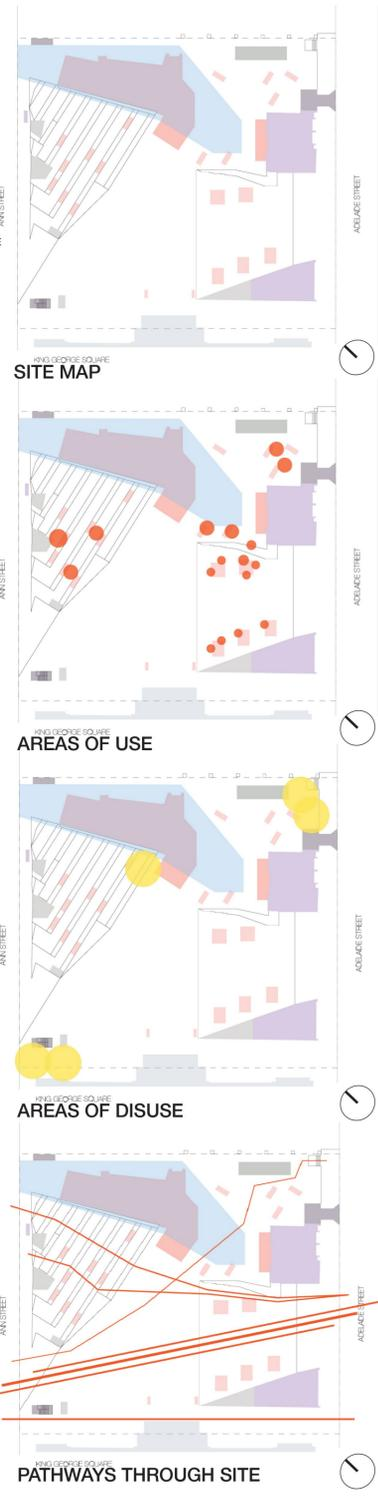 ANN STREET
ADELAIDE STREET
KING GEORGE SQUARE
SITE MAP
ANN STREET
ADELAIDE STREET
KING GEORGE SQUARE
AREAS OF USE
ANN STREET
ADELAIDE STREET
KING GEORGE SQUARE
AREAS OF DISUSE
ANN STREET
ADELAIDE STREET
KING GEORGE SQUARE
PATHWAYS THROUGH SITE